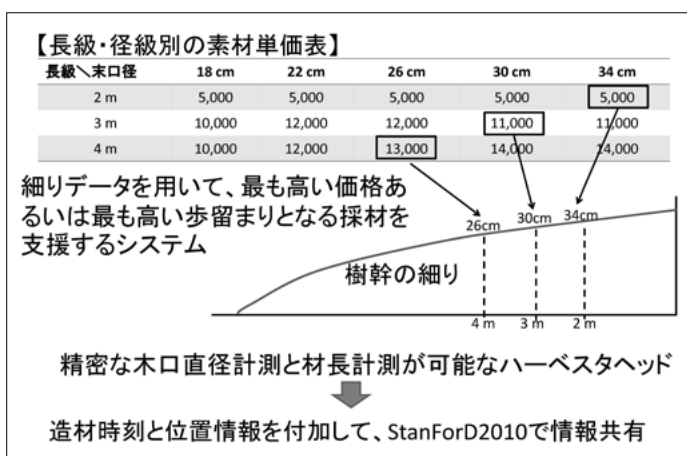 【長級・径級別の素材単価表】
長級＼末口径 18 cm 22 cm 26 cm 30 cm 34 cm
2 m 5,000 5,000 5,000 5,000 5,000
3 m 10,000 12,000 12,000 11,000 11,000
4 m 10,000 12,000 13,000 14,000 14,000
細りデータを用いて、最も高い価格あ
るいは最も高い歩留まりとなる採材を
支援するシステム
26cm 30cm 34cm
樹幹の細り
4 m 3 m 2 m
精密な木口直径計測と材長計測が可能なハーベスタヘッド
造材時刻と位置情報を付加して、StanForD2010で情報共有